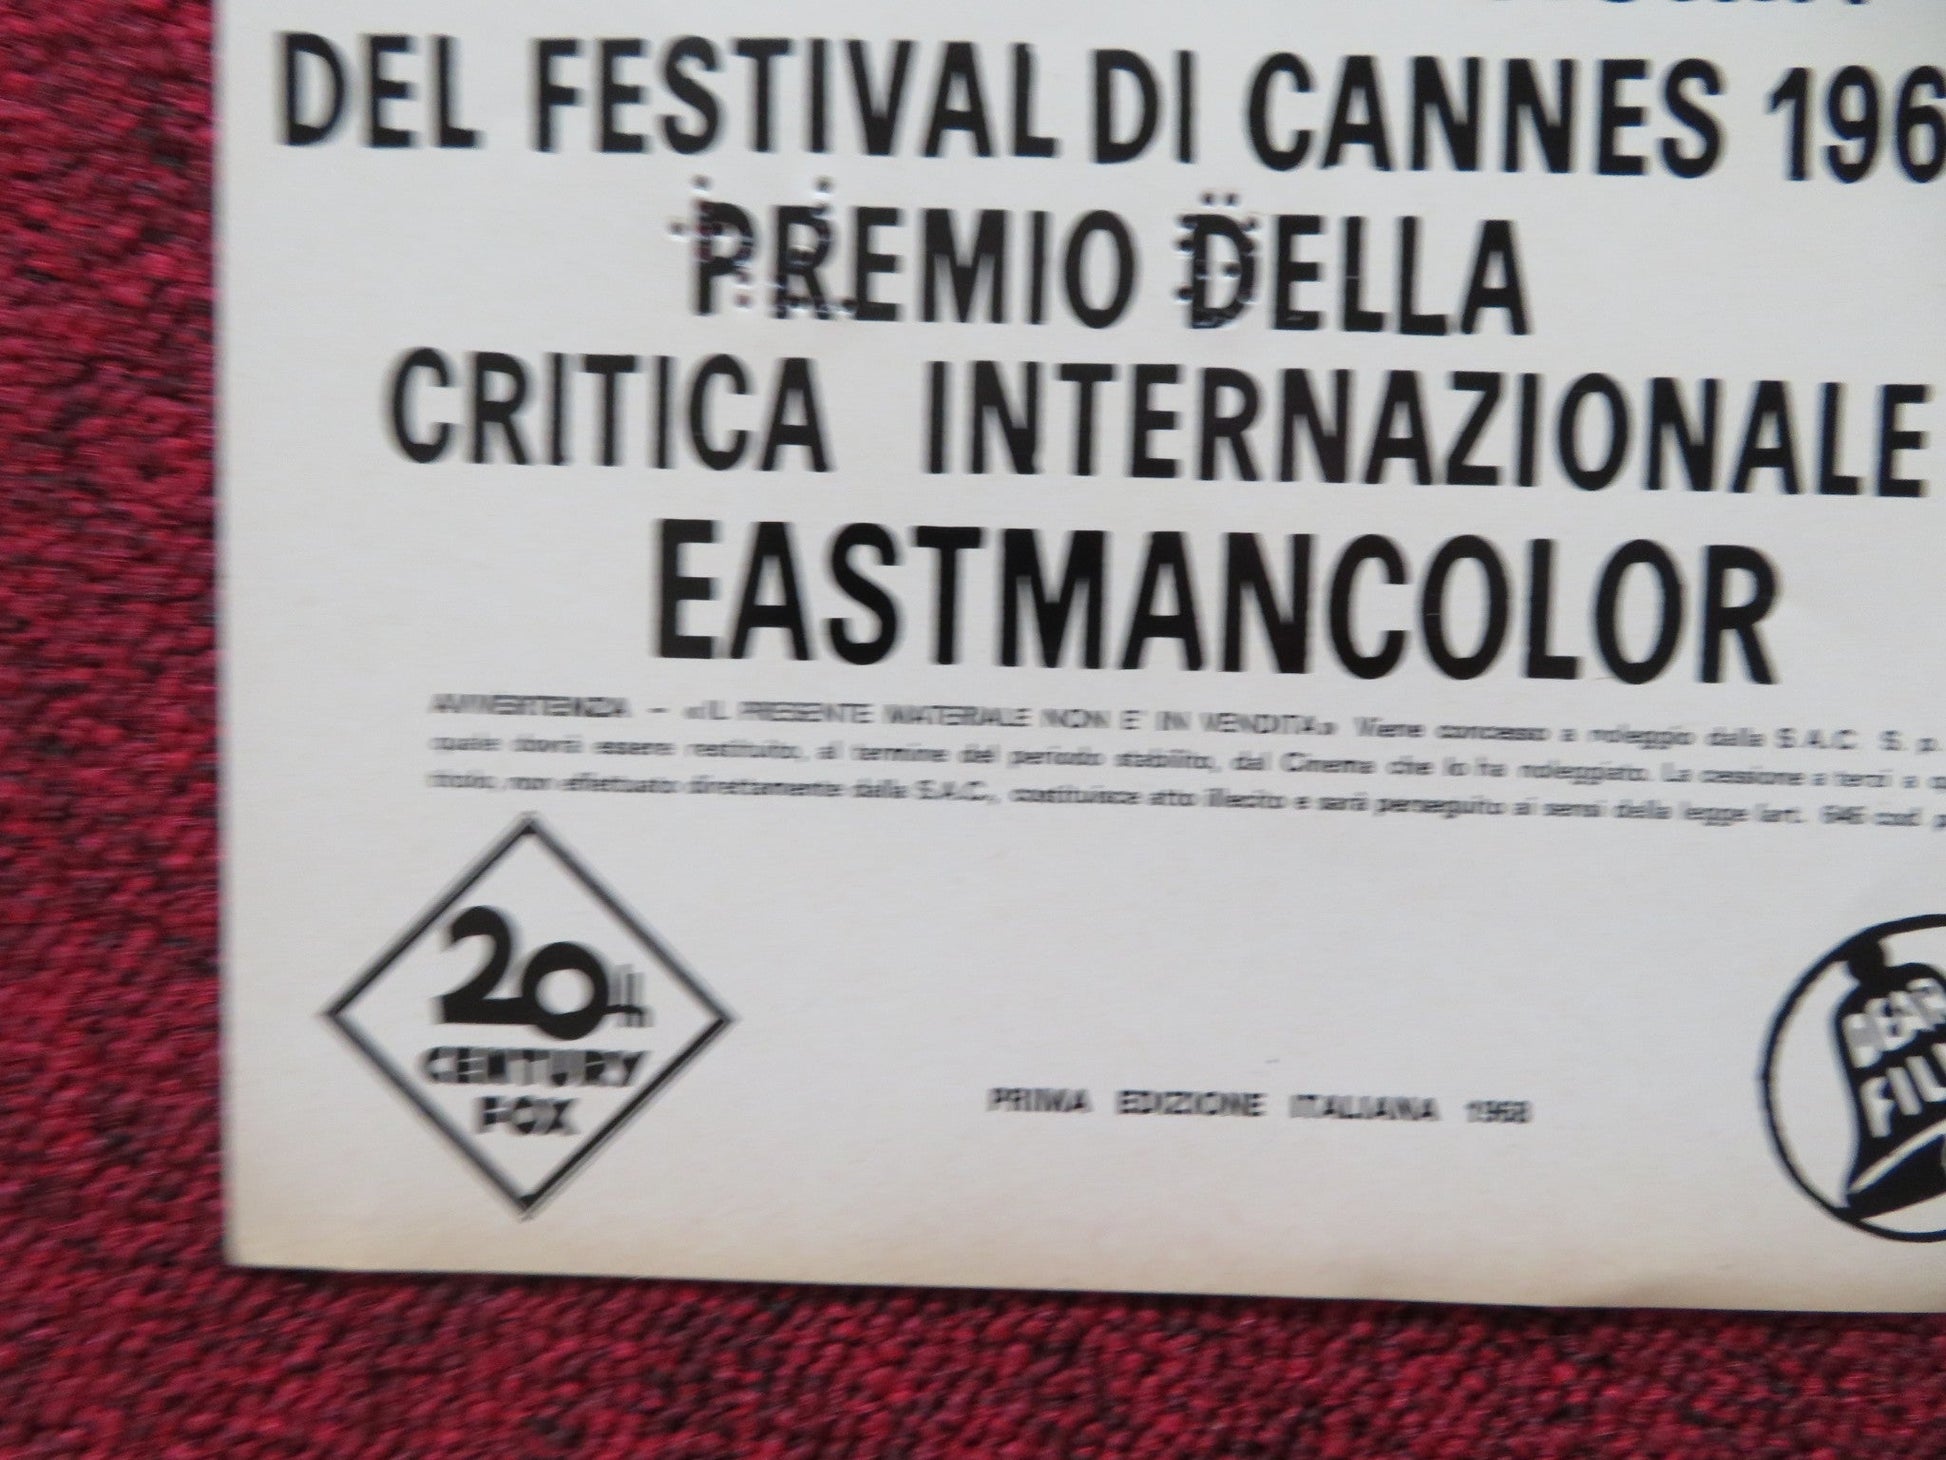 DEL FESTIVAL DI CANNES 196
PREMIO DELLA
CRITICA INTERNAZIONALE
EASTMANCOLOR
AVVERTENZA - «IL PRESENTE MATERIALE NON E' IN VENDITA» Viene concesso a noleggio dalla S.A.C. S. p.
quale dovrà essere restituito, al termine del periodo stabilito, dal Cinema che lo ha noleggiato. La cessione a terzi a
titolo, non effettuato direttamente dalla S.A.C., costituisce atto illecito e sarà perseguito ai sensi della legge (art. 646 cod. p
20th
CENTURY
FOX
PRIMA EDIZIONE ITALIANA 1968
DEAR
FIL